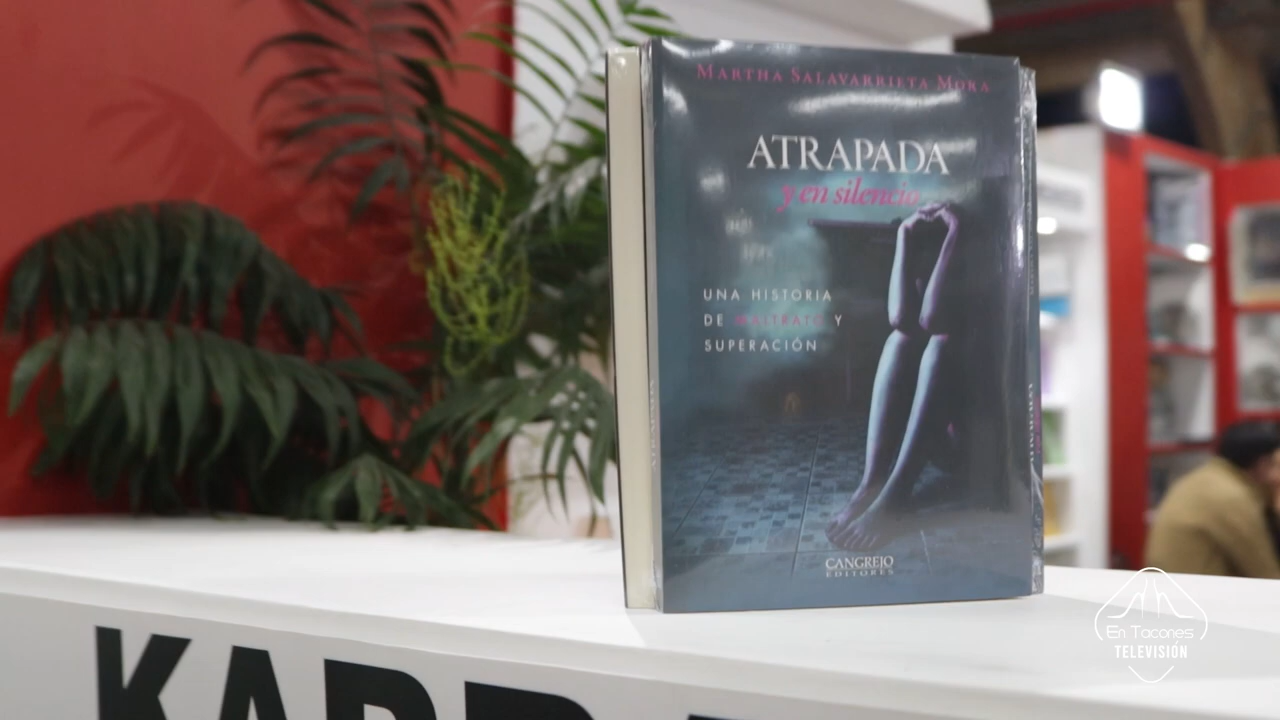 MARTHA SALAVARRIETA MORA
ATRAPADA
y en silencio
UNA HISTORIA
DE MALTRATO Y
SUPERACIÓN
CANGREJO
EDITORES
En Tacones
TELEVISIÓN